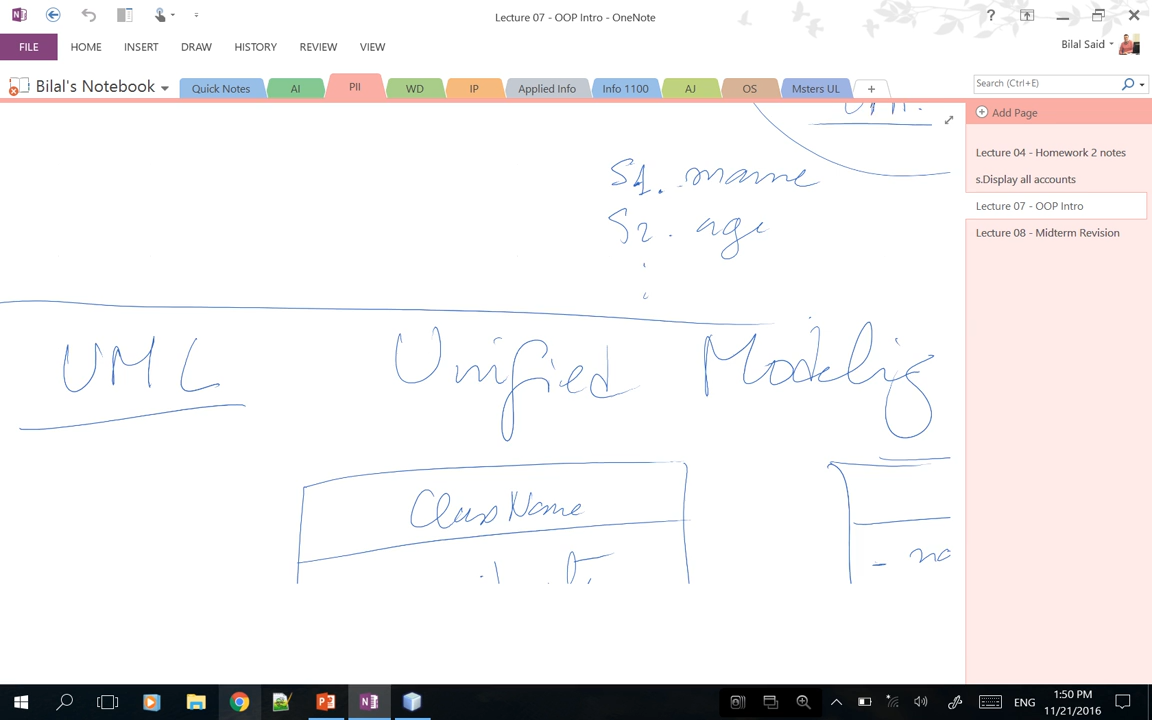 Lecture 07 - OOP Intro - OneNote
?
FILE HOME INSERT DRAW HISTORY REVIEW VIEW
Bilal Said
Bilal's Notebook Quick Notes AI PII WD IP Applied Info Info 1100 AJ OS Msters UL +
Search (Ctrl+E)
Add Page
Lecture 04 - Homework 2 notes
s.Display all accounts
Lecture 07 - OOP Intro
Lecture 08 - Midterm Revision
S1. name
S2. age
UML Unified Modelig
ClassName
- na
ENG
1:50 PM
11/21/2016